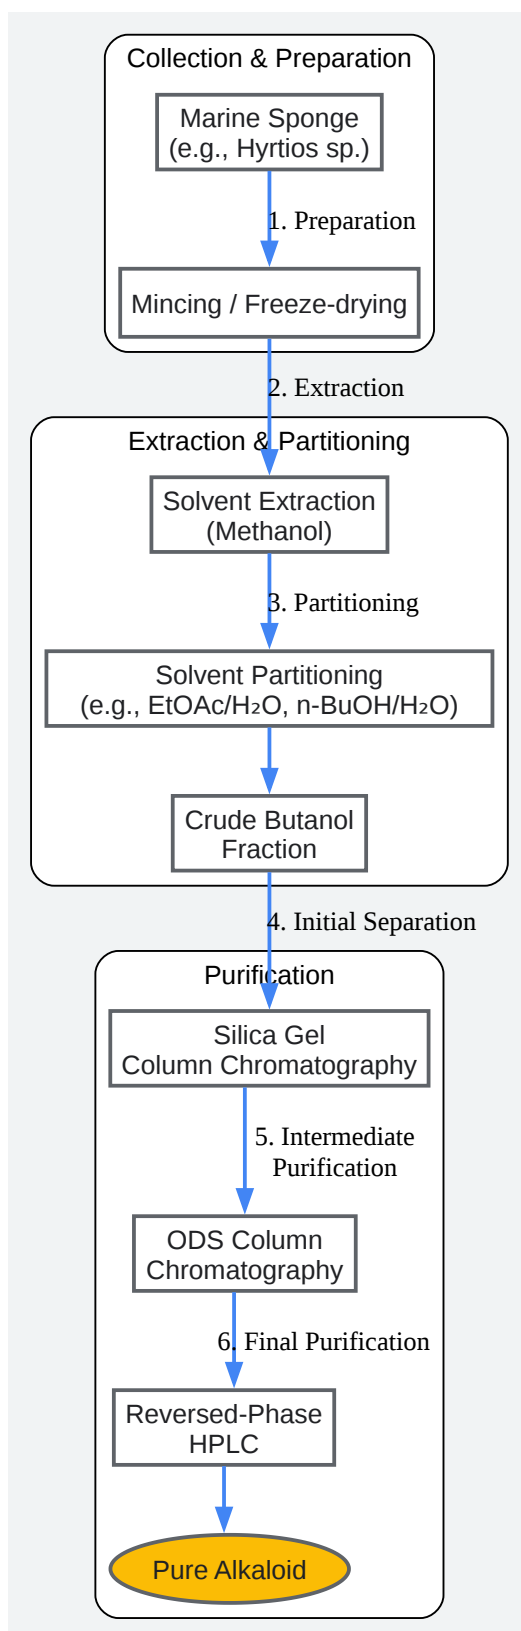 Collection & Preparation
Marine Sponge
(e.g., Hyrtios sp.)
1. Preparation
Mincing / Freeze-drying
2. Extraction
Extraction & Partitioning
Solvent Extraction
(Methanol)
3. Partitioning
Solvent Partitioning
(e.g., EtOAc/H₂O, n-BuOH/H₂O)
Crude Butanol
Fraction
4. Initial Separation
Purification
Silica Gel
Column Chromatography
5. Intermediate
Purification
ODS Column
Chromatography
6. Final Purification
Reversed-Phase
HPLC
Pure Alkaloid